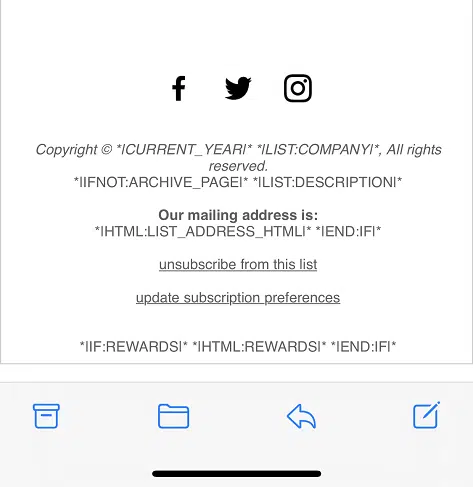 Copyright © *|CURRENT_YEAR|* *|LIST:COMPANY|*, All rights
reserved.
*|IFNOT:ARCHIVE_PAGE|* *|LIST:DESCRIPTION|*
Our mailing address is:
*|HTML:LIST_ADDRESS_HTML|* *|END:IF|*
unsubscribe from this list
update subscription preferences
*|IF:REWARDS|* *|HTML:REWARDS|* *|END:IF|*